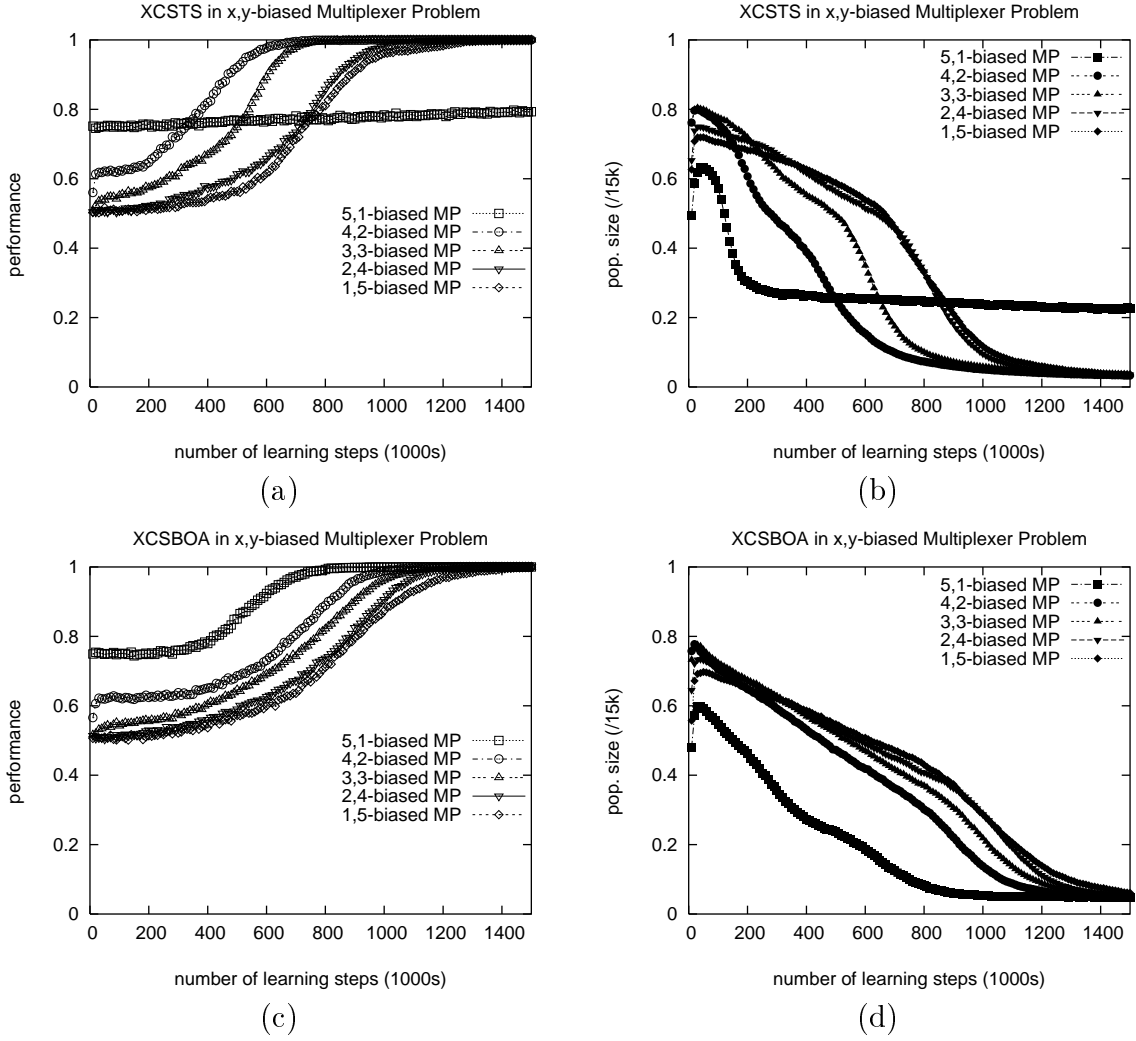 XCSTS in x,y-biased Multiplexer Problem
performance
1
0.8
0.6
0.4
0.2
0
5,1-biased MP
4,2-biased MP
3,3-biased MP
2,4-biased MP
1,5-biased MP
0 200 400 600 800 1000 1200 1400
number of learning steps (1000s)
(a)
XCSTS in x,y-biased Multiplexer Problem
pop. size (/15k)
1
0.8
0.6
0.4
0.2
0
5,1-biased MP
4,2-biased MP
3,3-biased MP
2,4-biased MP
1,5-biased MP
0 200 400 600 800 1000 1200 1400
number of learning steps (1000s)
(b)
XCSBOA in x,y-biased Multiplexer Problem
performance
1
0.8
0.6
0.4
0.2
0
5,1-biased MP
4,2-biased MP
3,3-biased MP
2,4-biased MP
1,5-biased MP
0 200 400 600 800 1000 1200 1400
number of learning steps (1000s)
(c)
XCSBOA in x,y-biased Multiplexer Problem
pop. size (/15k)
1
0.8
0.6
0.4
0.2
0
5,1-biased MP
4,2-biased MP
3,3-biased MP
2,4-biased MP
1,5-biased MP
0 200 400 600 800 1000 1200 1400
number of learning steps (1000s)
(d)